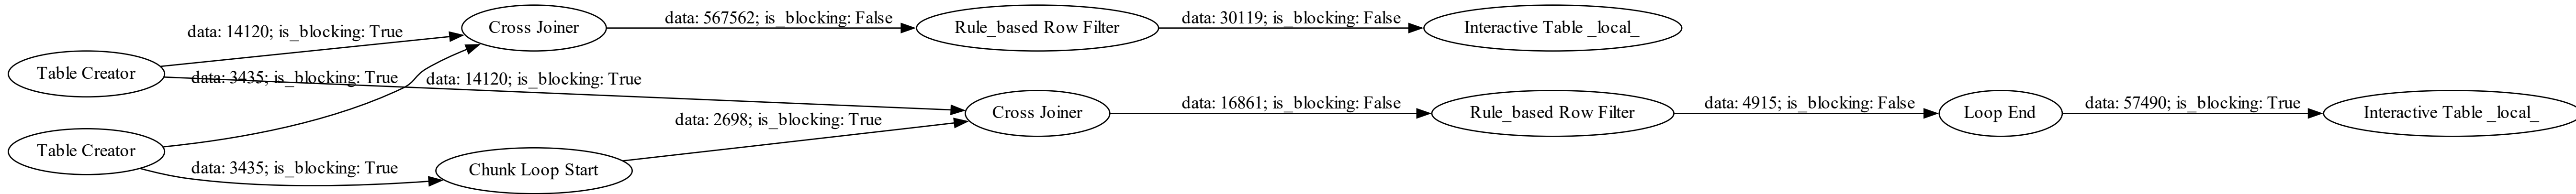 data: 14120; is_blocking: True
Cross Joiner
data: 567562; is_blocking: False
Rule_based Row Filter
data: 30119; is_blocking: False
Interactive Table _local_
Table Creator
data: 3435; is_blocking: True
data: 14120; is_blocking: True
data: 2698; is_blocking: True
Cross Joiner
data: 16861; is_blocking: False
Rule_based Row Filter
data: 4915; is_blocking: False
Loop End
data: 57490; is_blocking: True
Interactive Table _local_
Table Creator
data: 3435; is_blocking: True
Chunk Loop Start